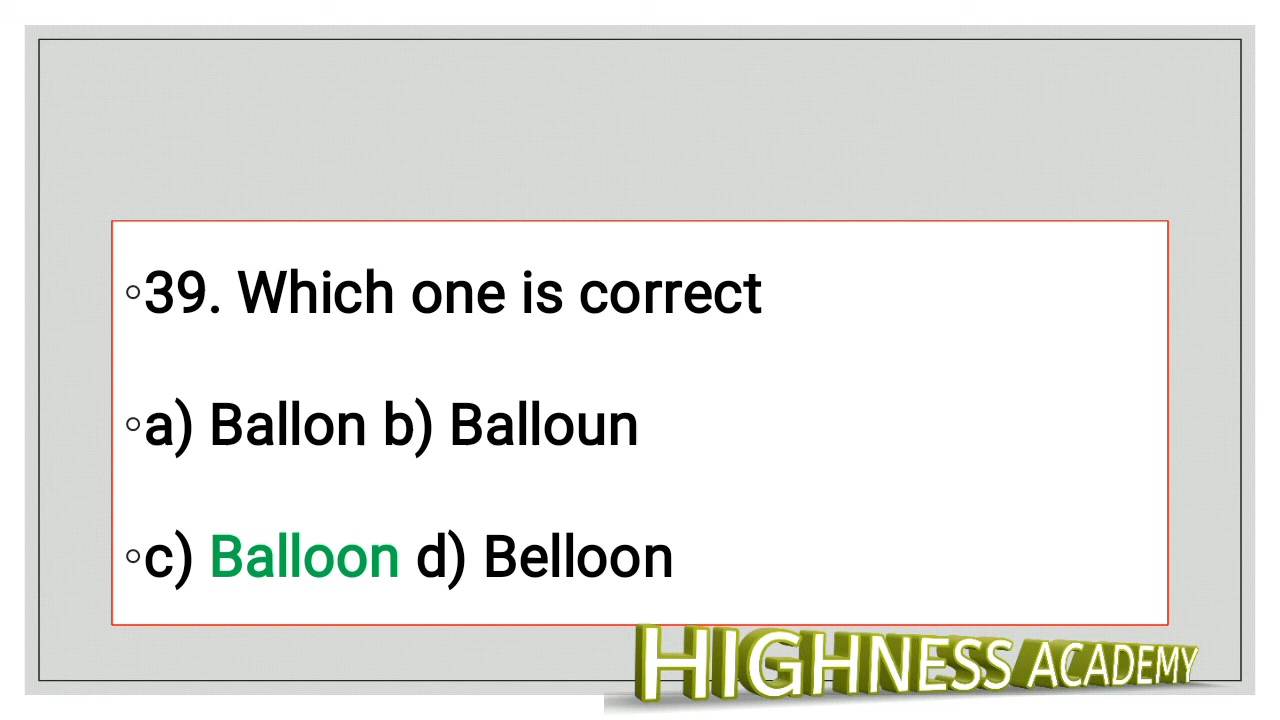 ◦39. Which one is correct
◦a) Ballon b) Balloun
◦c) Balloon d) Belloon
HIGHNESS ACADEMY